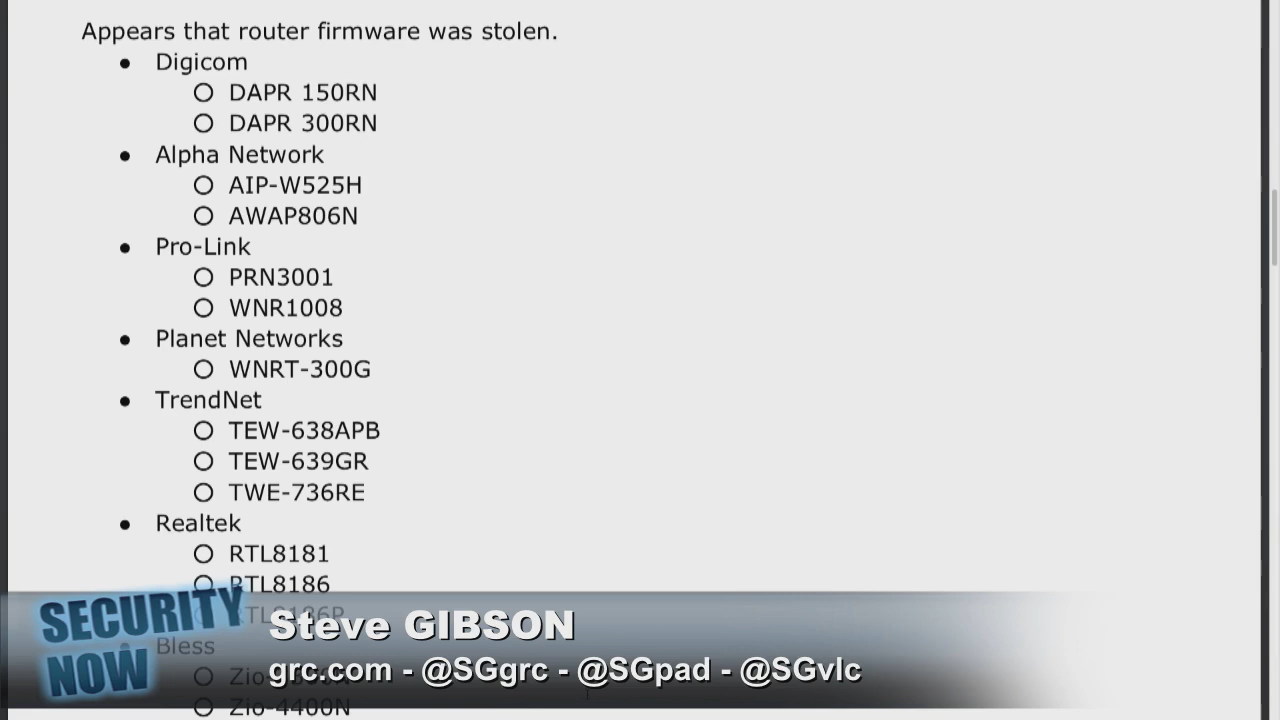 Appears that router firmware was stolen.
Digicom
DAPR 150RN
DAPR 300RN
Alpha Network
AIP-W525H
AWAP806N
Pro-Link
PRN3001
WNR1008
Planet Networks
WNRT-300G
TrendNet
TEW-638APB
TEW-639GR
TWE-736RE
Realtek
RTL8181
RTL8186
RTL8186P
Bless
Zio-4400N
SECURITY NOW
Steve GIBSON
grc.com - @SGgrc - @SGpad - @SGvlc